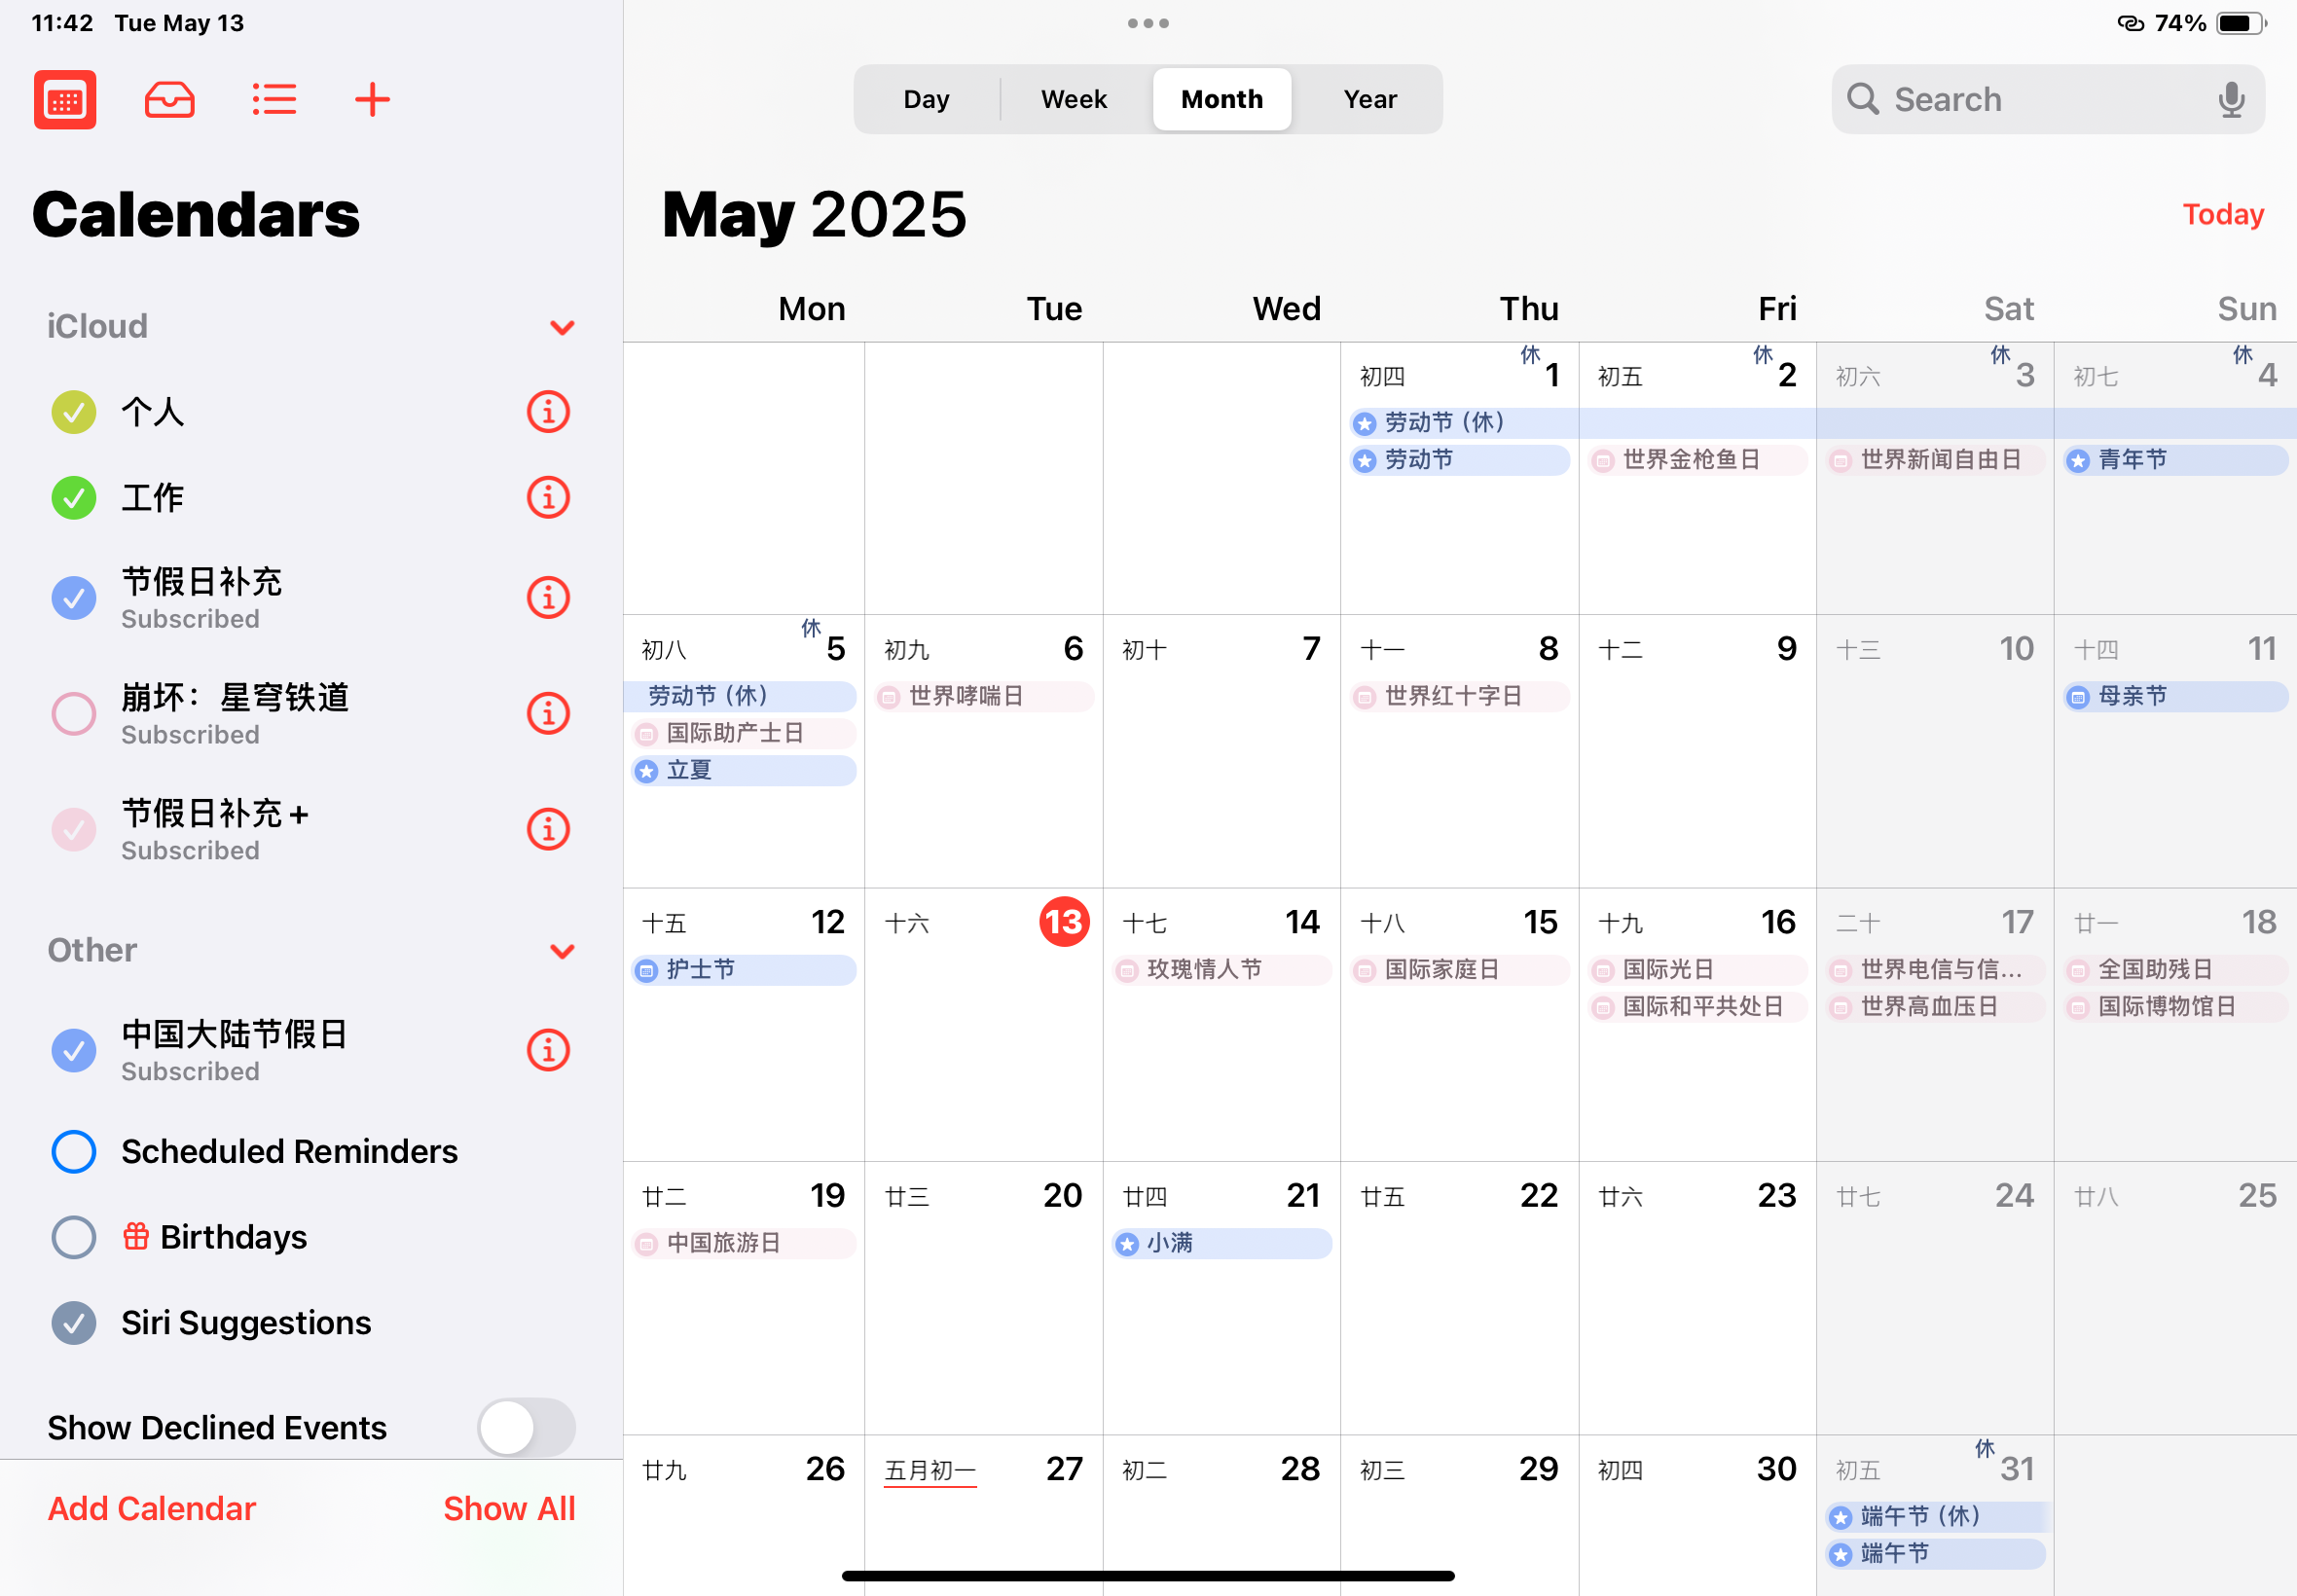 11:42 Tue May 13
74%
Calendars
iCloud
个人
工作
节假日补充
Subscribed
崩坏：星穹铁道
Subscribed
节假日补充+
Subscribed
Other
中国大陆节假日
Subscribed
Scheduled Reminders
Birthdays
Siri Suggestions
Show Declined Events
Add Calendar Show All
Day Week Month Year
Search
May 2025
Today
Mon Tue Wed Thu Fri Sat Sun
初四 休 1 初五 休 2 初六 休 3 初七 休 4
劳动节（休）
劳动节 世界金枪鱼日 世界新闻自由日 青年节
初八 休 5 初九 6 初十 7 十一 8 十二 9 十三 10 十四 11
劳动节（休） 世界哮喘日 世界红十字日 母亲节
国际助产士日
立夏
十五 12 十六 13 十七 14 十八 15 十九 16 二十 17 廿一 18
护士节 玫瑰情人节 国际家庭日 国际光日 世界电信与信... 全国助残日
国际和平共处日 世界高血压日 国际博物馆日
廿二 19 廿三 20 廿四 21 廿五 22 廿六 23 廿七 24 廿八 25
中国旅游日 小满
廿九 26 五月初一 27 初二 28 初三 29 初四 30 初五 休 31
端午节（休）
端午节